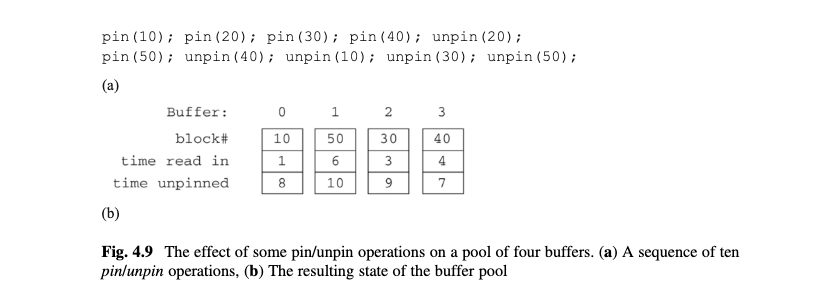 pin(10); pin(20); pin(30); pin(40); unpin(20);
pin(50); unpin(40); unpin(10); unpin(30); unpin(50);
(a)
Buffer: 0 1 2 3
block# 10 50 30 40
time read in 1 6 3 4
time unpinned 8 10 9 7
(b)
Fig. 4.9 The effect of some pin/unpin operations on a pool of four buffers. (a) A sequence of ten
pin/unpin operations, (b) The resulting state of the buffer pool